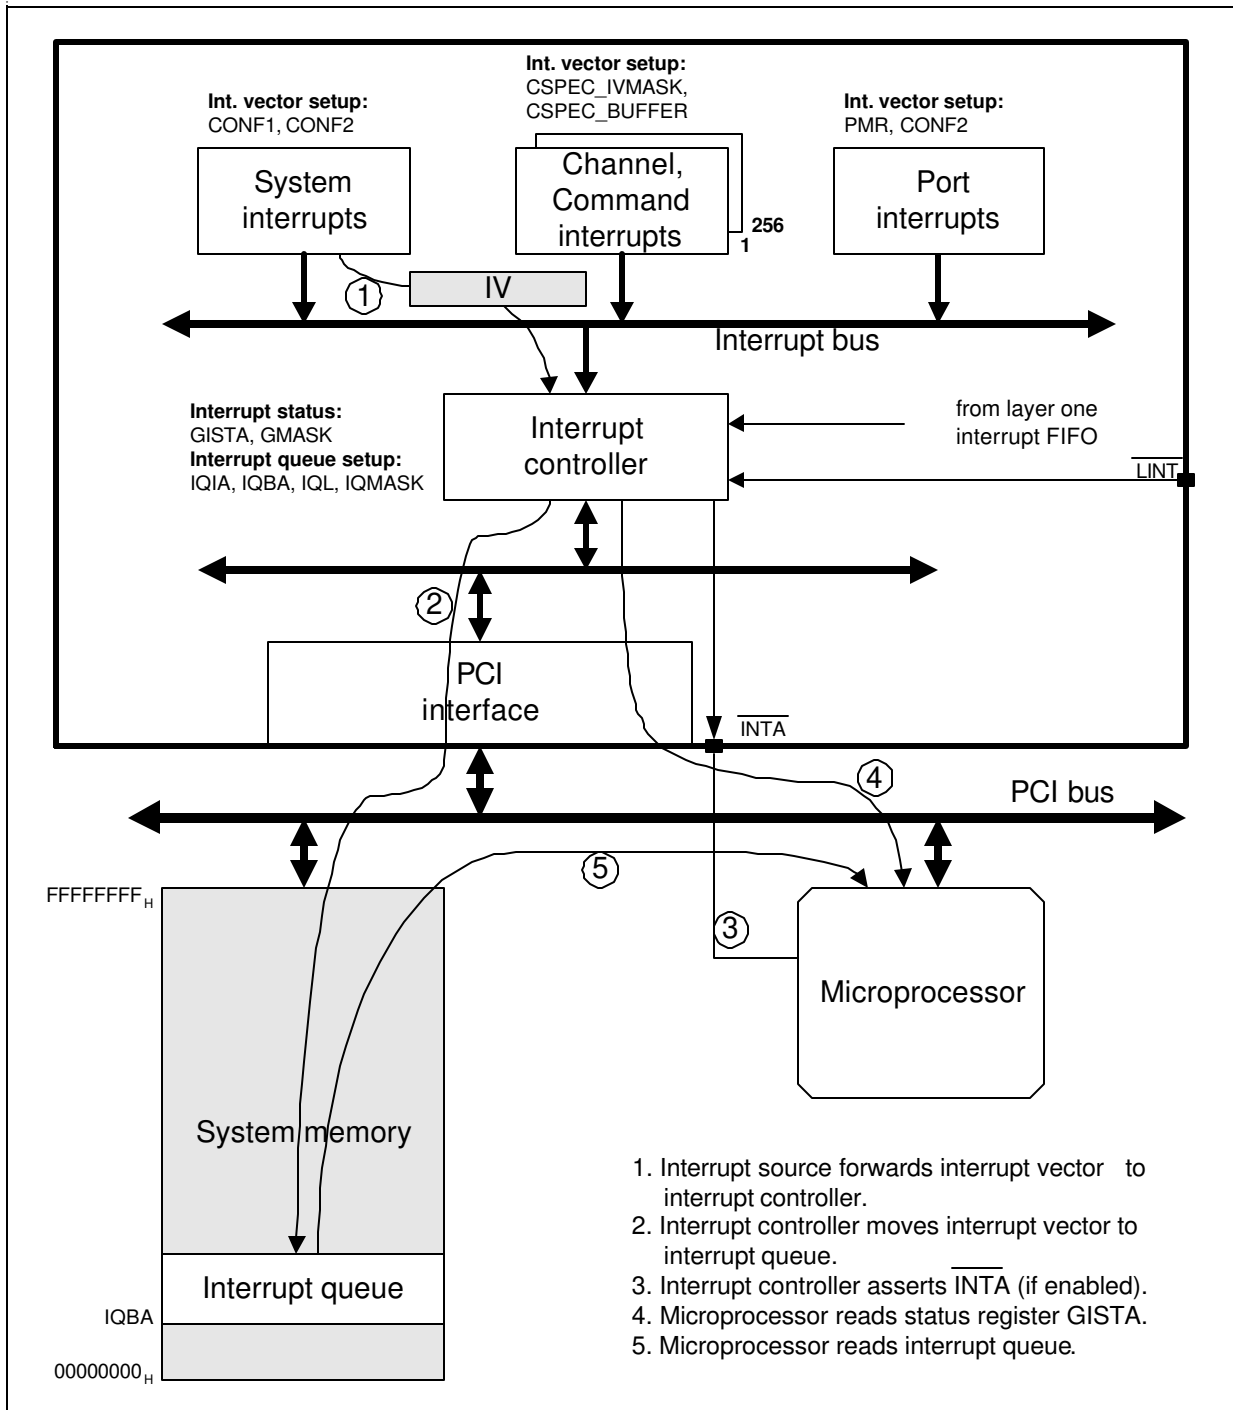 Int. vector setup:
CONF1, CONF2
Int. vector setup:
CSPEC_IVMASK,
CSPEC_BUFFER
Int. vector setup:
PMR, CONF2
System
interrupts
Channel,
Command
interrupts
256
1
Port
interrupts
1
IV
Interrupt bus
Interrupt status:
GISTA, GMASK
Interrupt queue setup:
IQIA, IQBA, IQL, IQMASK
Interrupt
controller
from layer one
interrupt FIFO
LINT
2
PCI
interface
INTA
4
PCI bus
5
FFFFFFFF H
3
Microprocessor
System memory
Interrupt queue
IQBA
00000000 H
1. Interrupt source forwards interrupt vector to
interrupt controller.
2. Interrupt controller moves interrupt vector to
interrupt queue.
3. Interrupt controller asserts INTA (if enabled).
4. Microprocessor reads status register GISTA.
5. Microprocessor reads interrupt queue.